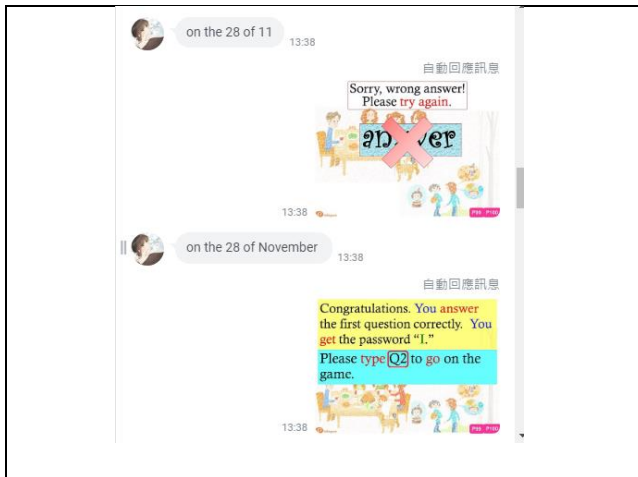 on the 28 of 11
13:38
自動回應訊息
Sorry, wrong answer!
Please try again.
answer
13:38
on the 28 of November
13:38
自動回應訊息
Congratulations. You answer
the first question correctly. You
get the password “I.”
Please type Q2 to go on the
game.
13:38